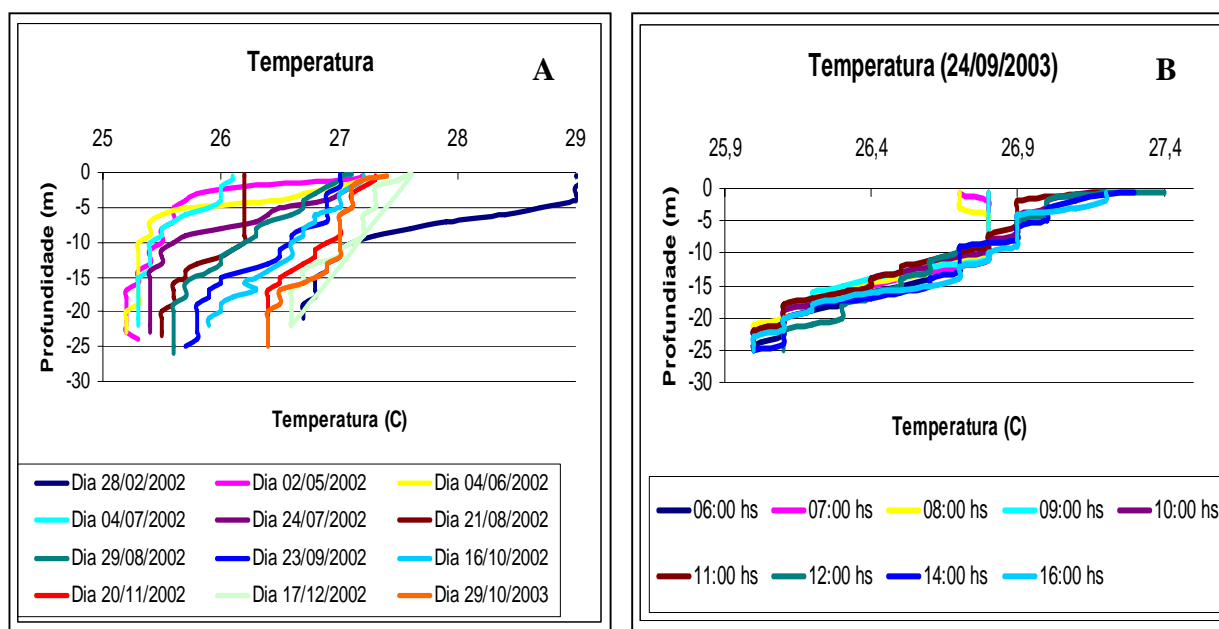 Temperatura
A
25 26 27 28 29
0
-5
-10
-15
-20
-25
-30
Profundidade (m)
Temperatura (C)
Dia 28/02/2002 Dia 02/05/2002 Dia 04/06/2002
Dia 04/07/2002 Dia 24/07/2002 Dia 21/08/2002
Dia 29/08/2002 Dia 23/09/2002 Dia 16/10/2002
Dia 20/11/2002 Dia 17/12/2002 Dia 29/10/2003
Temperatura (24/09/2003)
B
25,9 26,4 26,9 27,4
0
-5
-10
-15
-20
-25
-30
Profundiade (m)
Temperatura (C)
06:00 hs 07:00 hs 08:00 hs 09:00 hs 10:00 hs
11:00 hs 12:00 hs 14:00 hs 16:00 hs